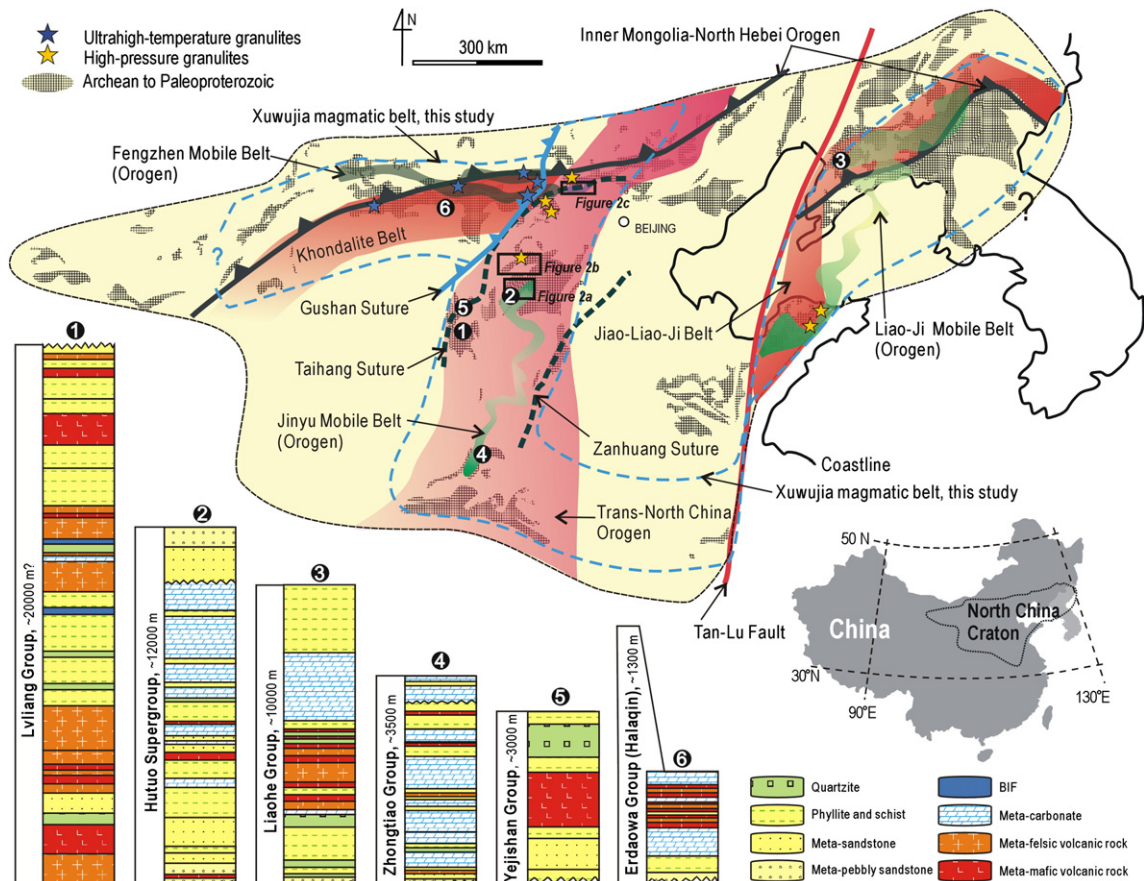 N
300 km
Ultrahigh-temperature granulites
High-pressure granulites
Archean to Paleoproterozoic
Inner Mongolia-North Hebei Orogen
Xuwujia magmatic belt, this study
Fengzhen Mobile Belt
(Orogen)
3
6
Figure 2c
BEIJING
?
Khondalite Belt
?
Figure 2b
2
Figure 2a
Gushan Suture
5
1
Jiao-Liao-Ji Belt
Liao-Ji Mobile Belt
(Orogen)
Taihang Suture
Jinyu Mobile Belt
(Orogen)
4
Zanhuang Suture
Coastline
Xuwujia magmatic belt, this study
Trans-North China
Orogen
Tan-Lu Fault
50 N
China
North China
Craton
30°N
90°E
130°E
1
Lvliang Group, ~20000 m?
2
Hutuo Supergroup, ~12000 m
3
Liaohe Group, ~10000 m
4
Zhongtiao Group, ~3500 m
5
Yejishan Group, ~3000 m
6
Erdaowa Group (Halaqin), ~1300 m
Quartzite
BIF
Phyllite and schist
Meta-carbonate
Meta-sandstone
Meta-felsic volcanic rock
Meta-pebbly sandstone
Meta-mafic volcanic rock